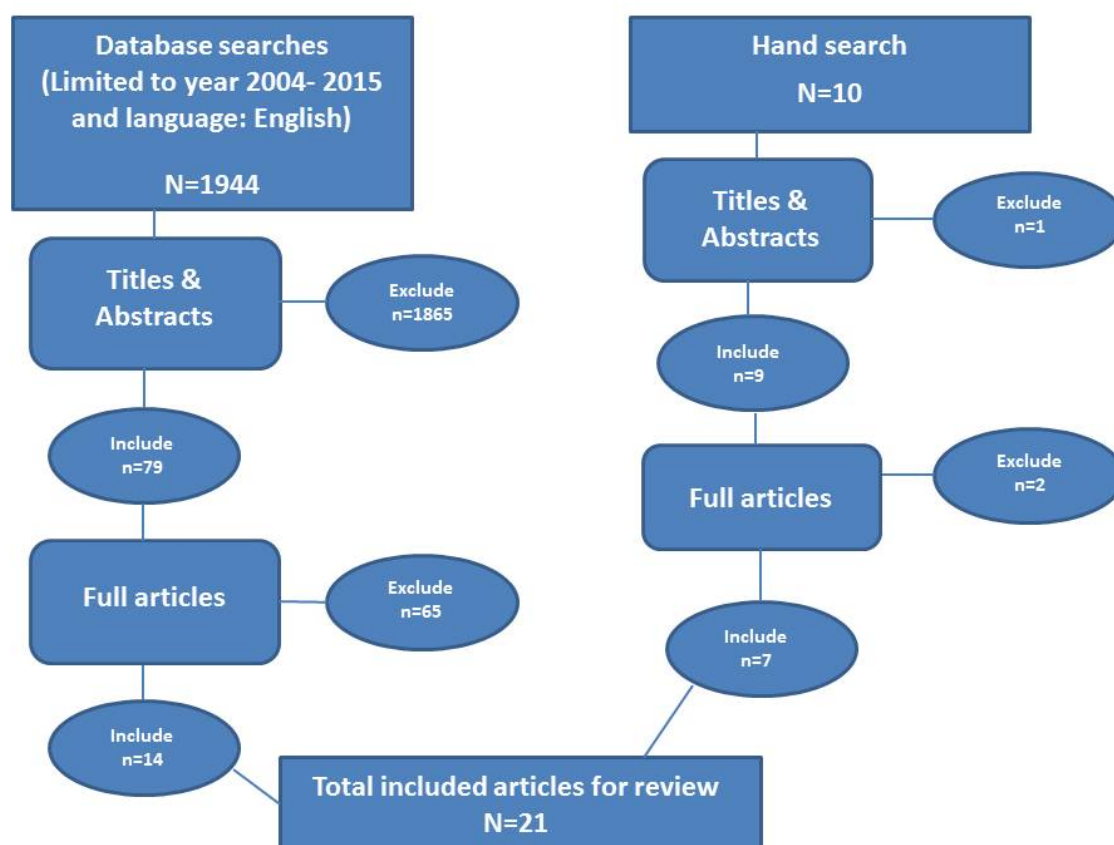 Database searches
(Limited to year 2004- 2015
and language: English)
N=1944
Titles &
Abstracts
Exclude
n=1865
Include
n=79
Full articles
Exclude
n=65
Include
n=14
Hand search
N=10
Titles &
Abstracts
Exclude
n=1
Include
n=9
Full articles
Exclude
n=2
Include
n=7
Total included articles for review
N=21